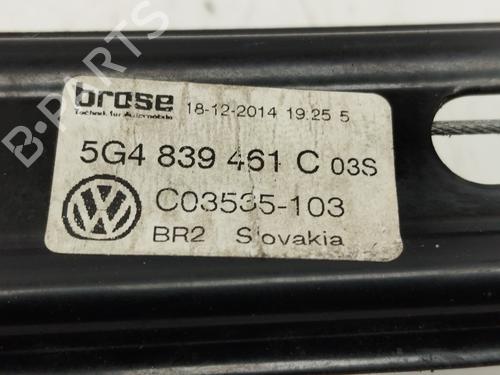 B-PARTS
brose
Technik für Automobile
18-12-2014 19.25 5
5G4 839 461 C 03S
C03535-103
BR2 Slovakia